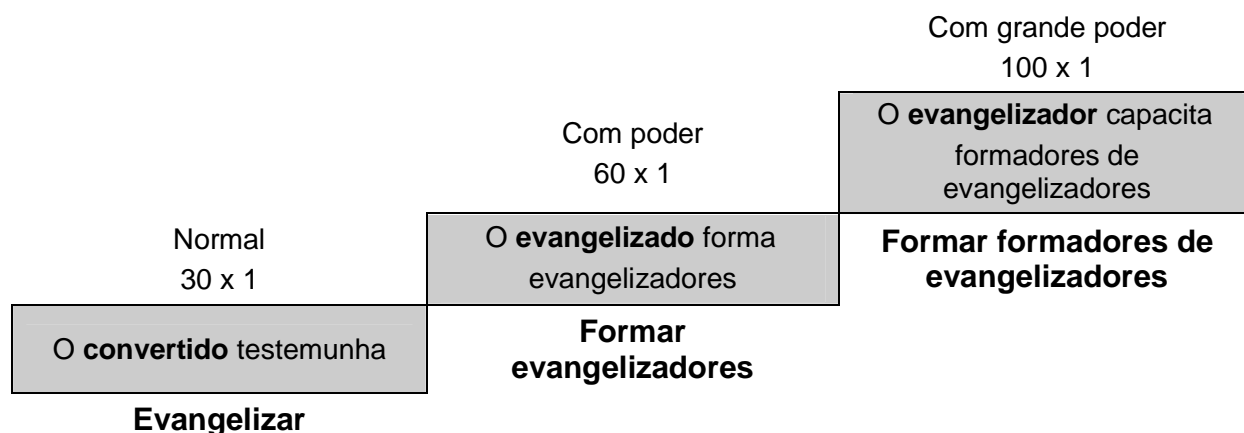 Normal
30 x 1
O convertido testemunha
Evangelizar
Com poder
60 x 1
O evangelizado forma
evangelizadores
Formar
evangelizadores
Com grande poder
100 x 1
O evangelizador capacita
formadores de
evangelizadores
Formar formadores de
evangelizadores